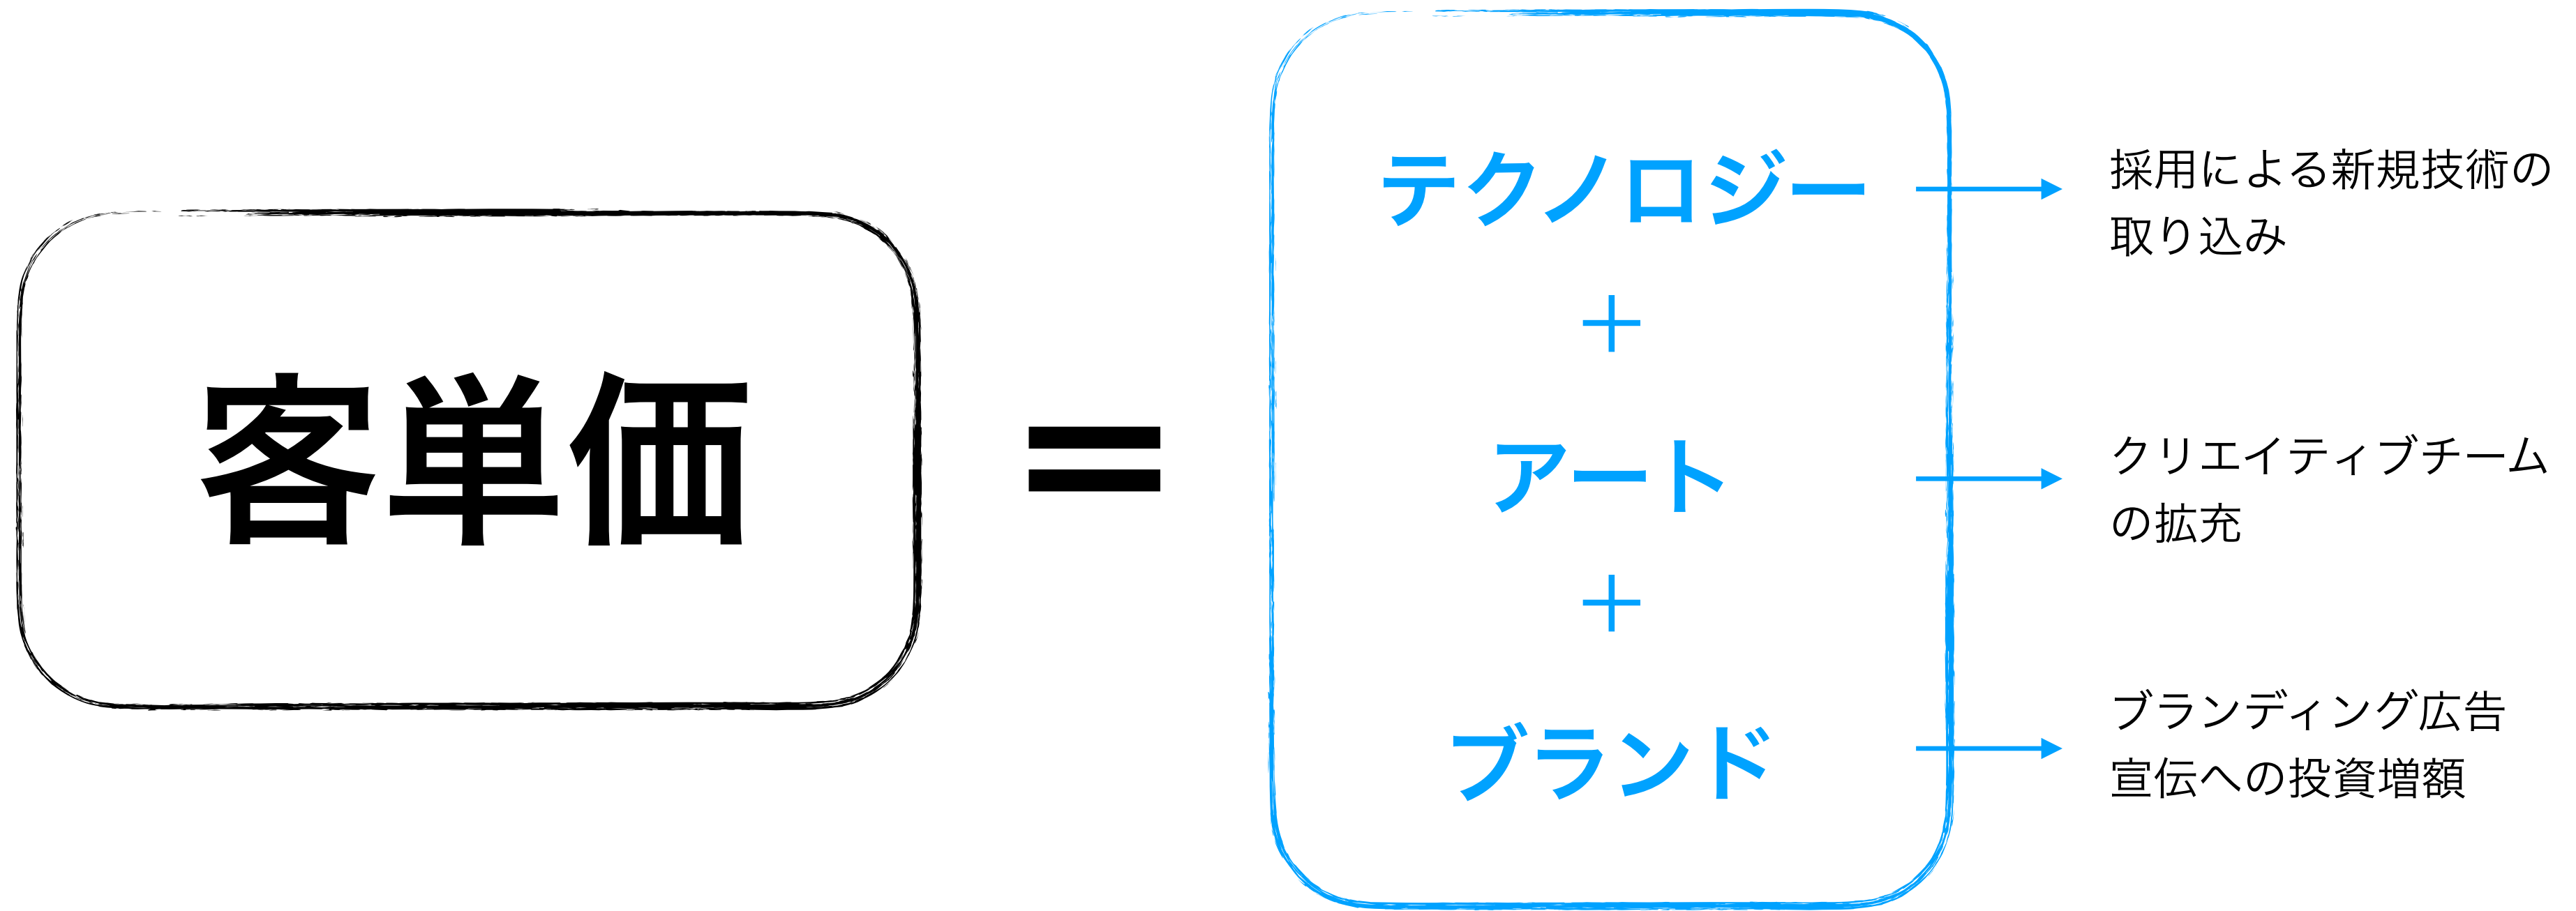 客単価
=
テクノロジー
+
アート
+
ブランド
採用による新規技術の
取り込み
クリエイティブチーム
の拡充
ブランディング広告
宣伝への投資増額